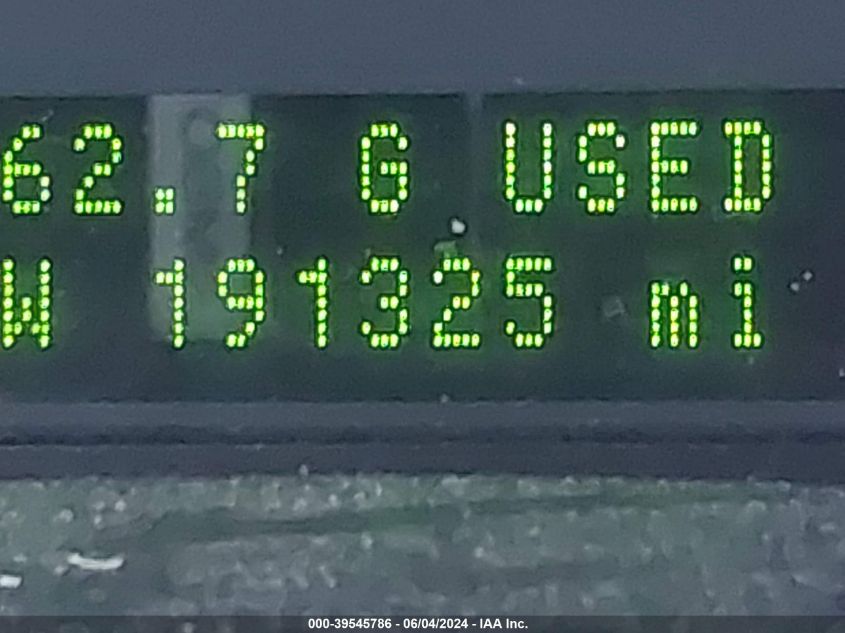 62.7 G USED
W 191325 mi
000-39545786 - 06/04/2024 - IAA Inc.